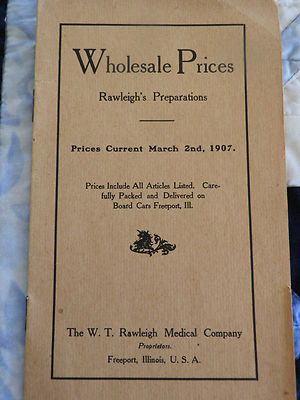 Wholesale Prices
Rawleigh's Preparations
Prices Current March 2nd, 1907.
Prices Include All Articles Listed. Care-
fully Packed and Delivered on
Board Cars Freeport, Ill.
The W. T. Rawleigh Medical Company
Proprietors.
Freeport, Illinois, U. S. A.